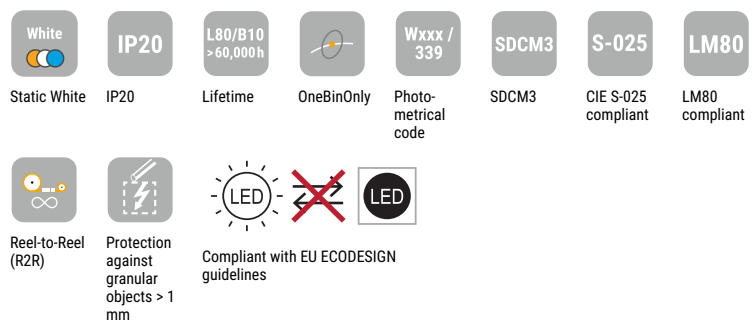 White
IP20
L80/B10
>60,000 h
Wxxx /
339
SDCM3
S-025
LM80
Static White
IP20
Lifetime
OneBinOnly
Photo-
metrical
code
SDCM3
CIE S-025
compliant
LM80
compliant
LED
LED
Reel-to-Reel
(R2R)
Protection
against
granular
objects > 1
mm
Compliant with EU ECODESIGN
guidelines